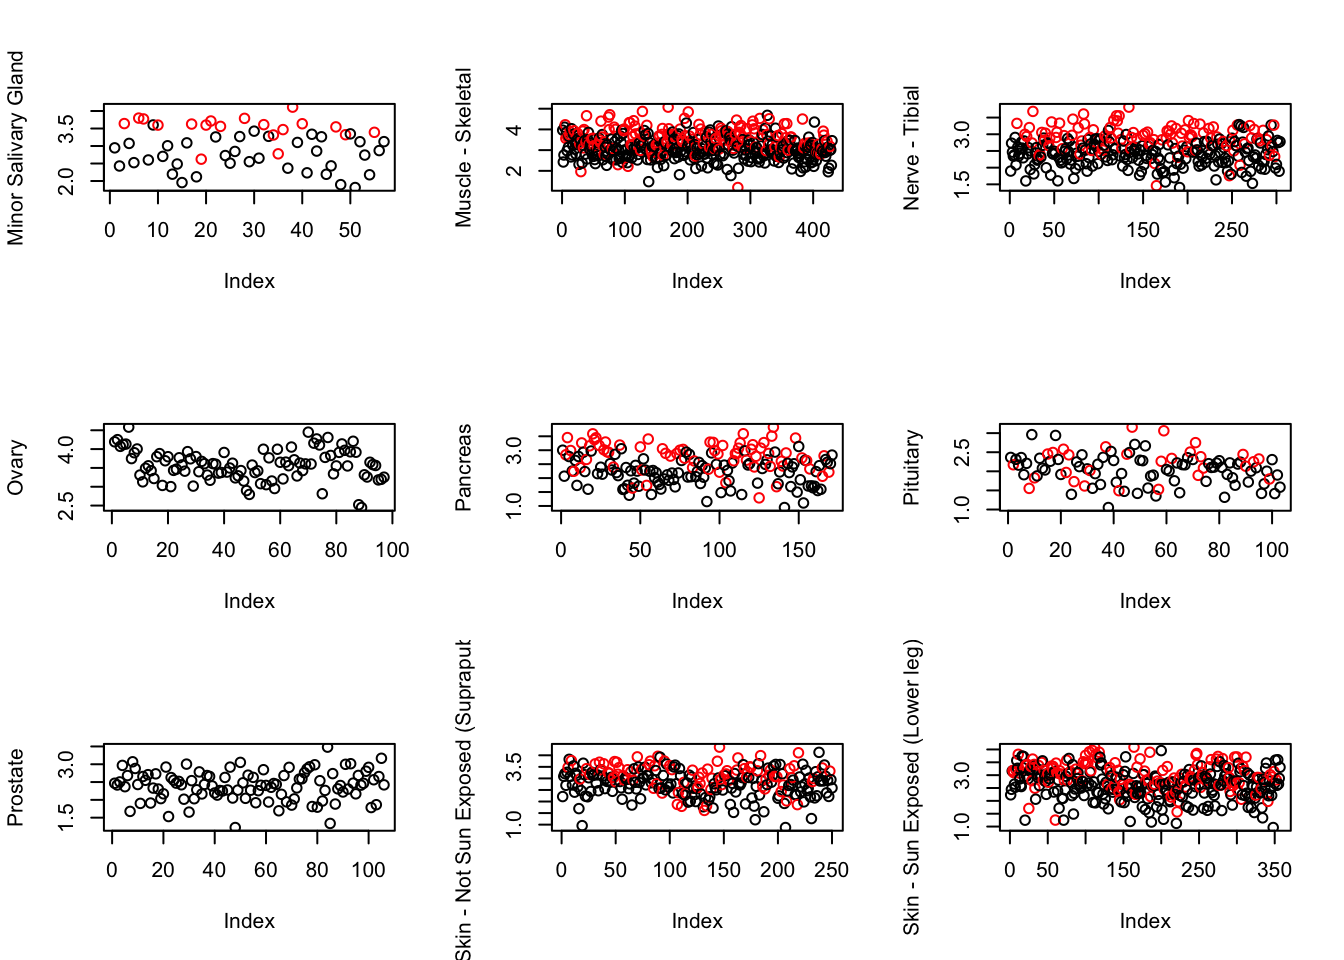 Minor Salivary Gland
3.5
2.0
0 10 20 30 40 50
Index
Muscle - Skeletal
4
2
0 100 200 300 400
Index
Nerve - Tibial
3.0
1.5
0 50 150 250
Index
Ovary
4.0
2.5
0 20 40 60 80 100
Index
Pancreas
3.0
1.0
0 50 100 150
Index
Pituitary
2.5
1.0
0 20 40 60 80 100
Index
Prostate
3.0
1.5
0 20 40 60 80 100
Index
Skin - Not Sun Exposed (Suprapub
3.5
1.0
0 50 100 150 200 250
Index
Skin - Sun Exposed (Lower leg)
3.0
1.0
0 50 150 250 350
Index